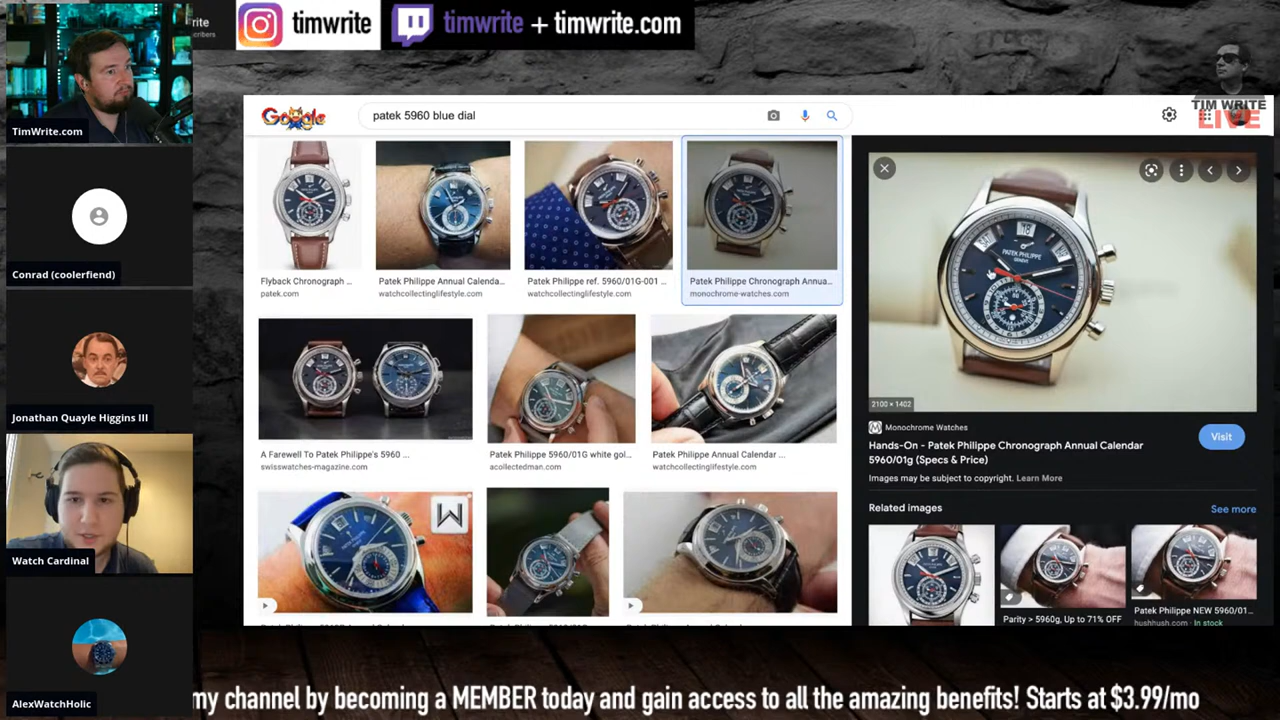 rite
cribers
timwrite
timwrite + timwrite.com
TIM WRITE
LIVE
TimWrite.com
Conrad (coolerfiend)
Jonathan Quayle Higgins III
Watch Cardinal
AlexWatchHolic
Google
patek 5960 blue dial
Flyback Chronograph ...
patek.com
Patek Philippe Annual Calenda...
watchcollectinglifestyle.com
Patek Philippe ref. 5960/01G-001 ...
watchcollectinglifestyle.com
Patek Philippe Chronograph Annua...
monochrome-watches.com
A Farewell To Patek Philippe's 5960 ...
swisswatches-magazine.com
Patek Philippe 5960/01G white gol...
acollectedman.com
Patek Philippe Annual Calendar ...
watchcollectinglifestyle.com
W
PATEK PHILIPPE
GENEVE
18
2100 × 1402
Monochrome Watches
Hands-On - Patek Philippe Chronograph Annual Calendar
5960/01g (Specs & Price)
Visit
Images may be subject to copyright. Learn More
Related images
See more
Parity > 5960g, Up to 71% OFF
Patek Philippe NEW 5960/01...
hushhush.com · In stock
my channel by becoming a MEMBER today and gain access to all the amazing benefits! Starts at $3.99/mo